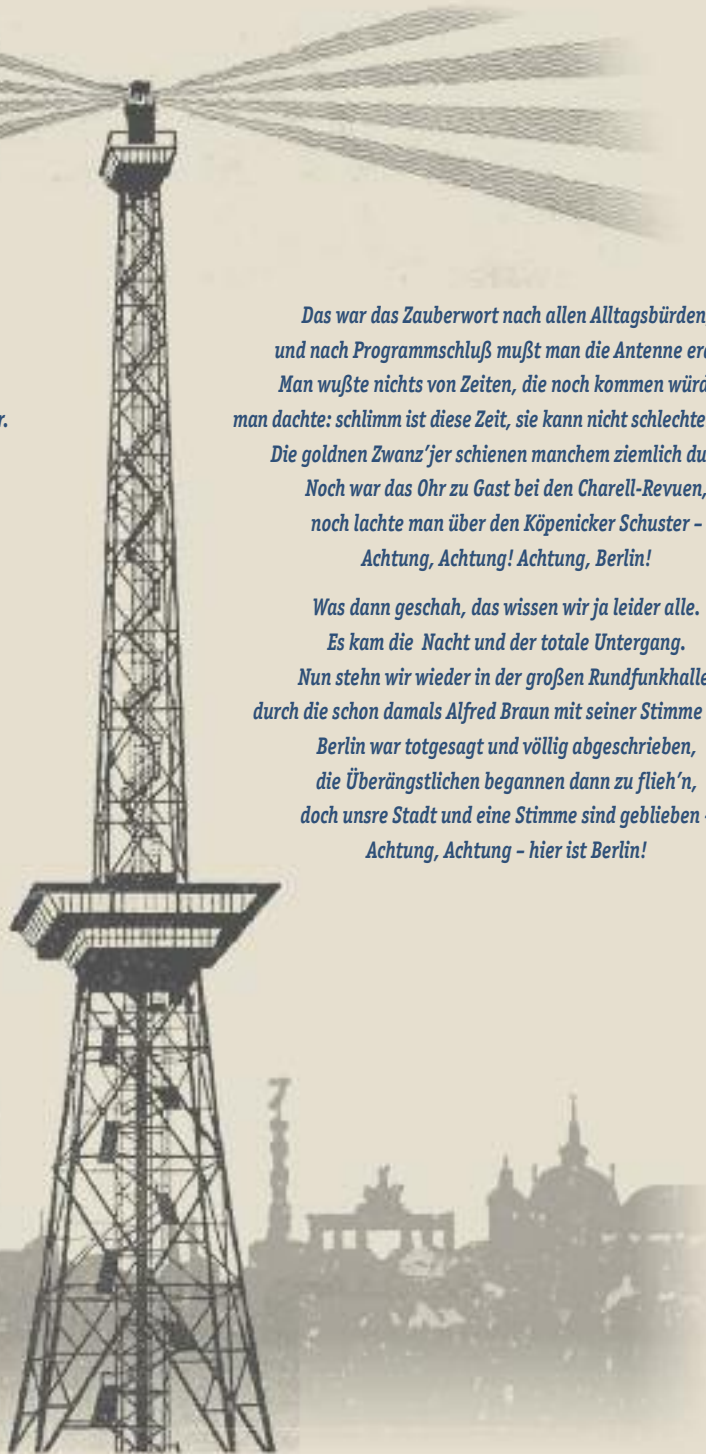 r.
Das war das Zauberwort nach allen Alltagsbürden,
und nach Programmschluß mußt man die Antenne
Man wußte nichts von Zeiten, die noch kommen
man dachte: schlimm ist diese Zeit, sie kann nicht
Die goldnen Zwanz’jer schienen manchem ziemlich
Noch war das Ohr zu Gast bei den Charell-Revuen,
noch lachte man über den Köpenicker Schuster –
Achtung, Achtung! Achtung, Berlin!
Was dann geschah, das wissen wir ja leider alle.
Es kam die Nacht und der totale Untergang.
Nun stehn wir wieder in der großen Rundfunkhalle
durch die schon damals Alfred Braun mit seiner Stimme
Berlin war totgesagt und völlig abgeschrieben,
die Überängstlichen begannen dann zu flieh’n,
doch unsre Stadt und eine Stimme sind geblieben –
Achtung, Achtung – hier ist Berlin!